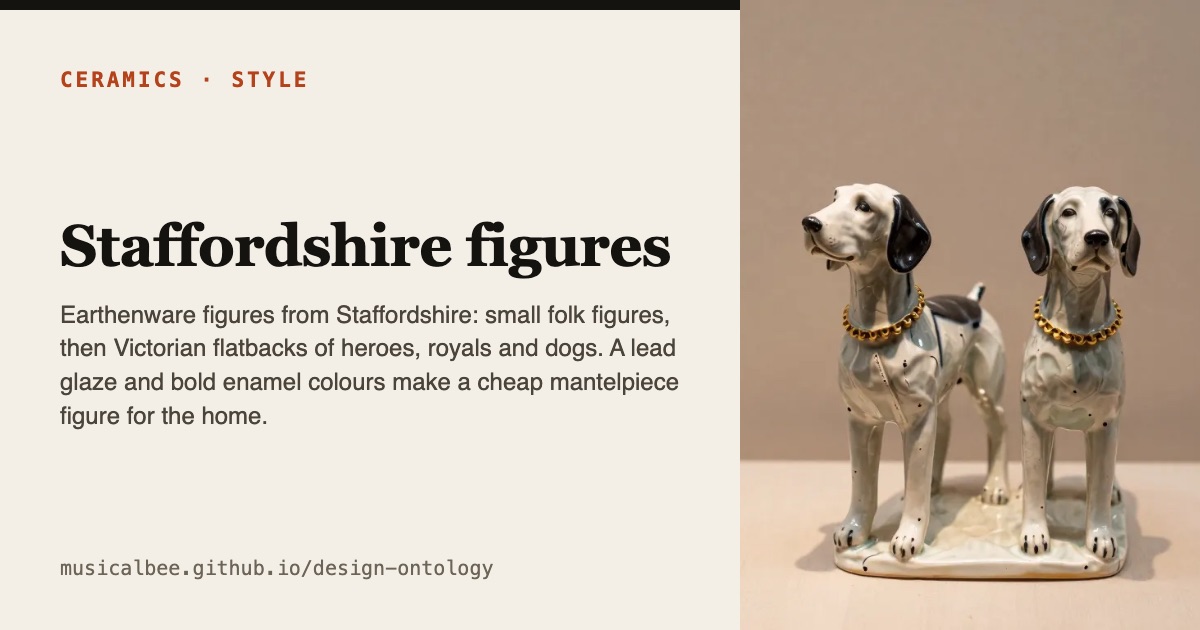 CERAMICS · STYLE
Staffordshire figures
Earthenware figures from Staffordshire: small folk figures,
then Victorian flatbacks of heroes, royals and dogs. A lead
glaze and bold enamel colours make a cheap mantelpiece
figure for the home.
musicalbee.github.io/design-ontology